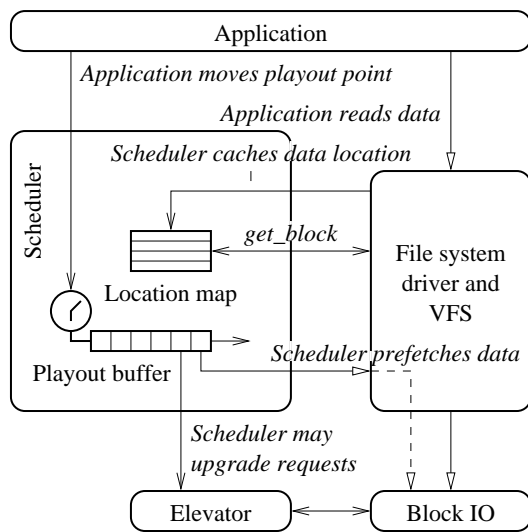 Application
Application moves playout point
Application reads data
Scheduler caches data location
Scheduler
get_block
File system
driver and
VFS
Location map
Scheduler prefetches data
Playout buffer
Scheduler may
upgrade requests
Elevator
Block IO